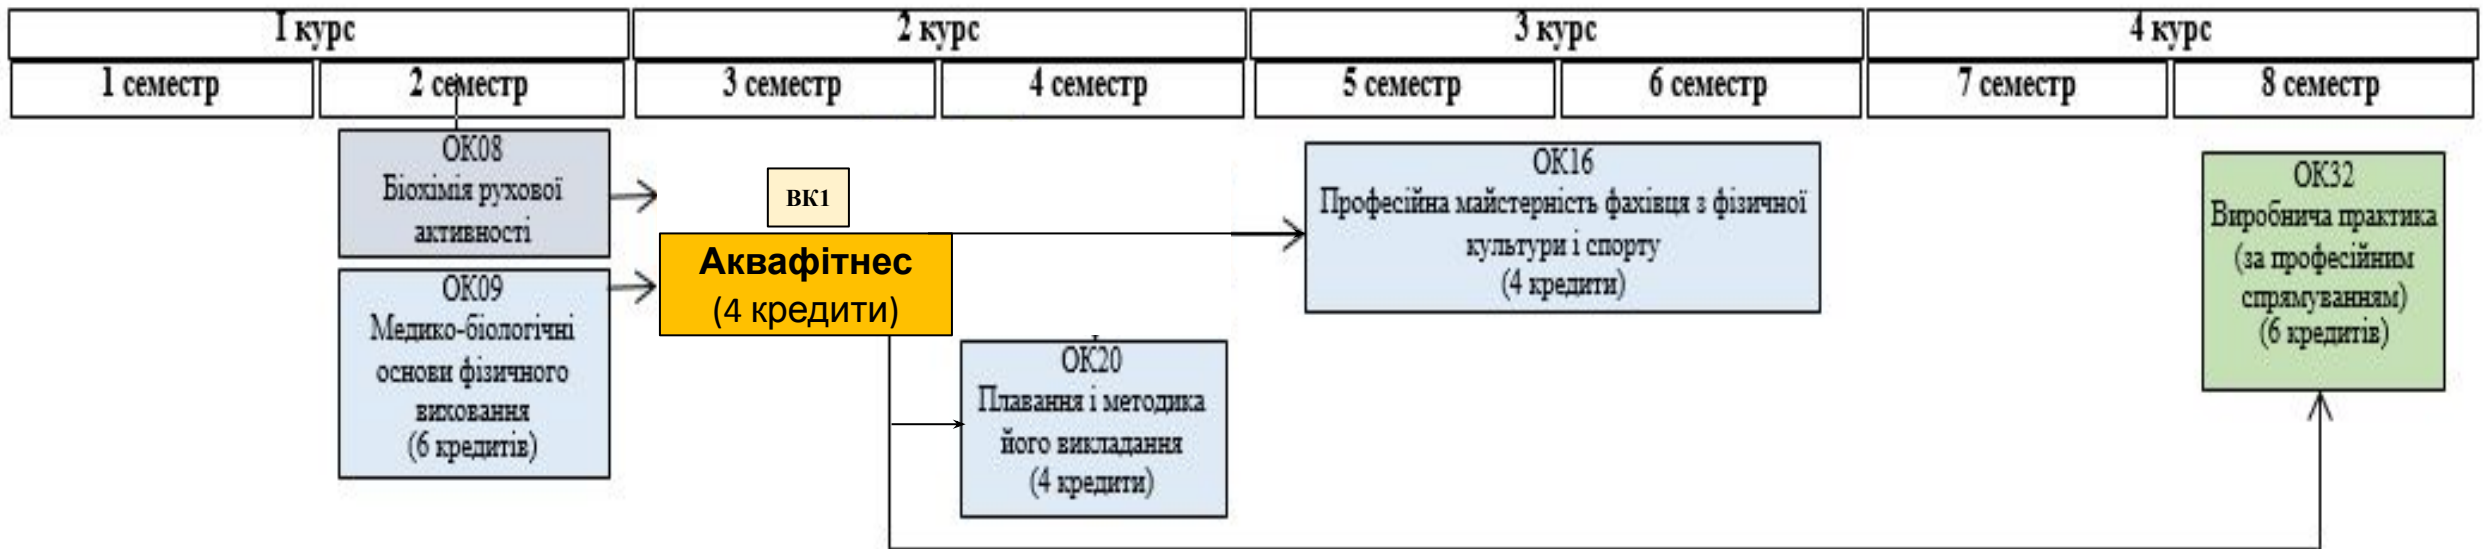 І курс
2 курс
3 курс
4 курс
1 семестр
2 семестр
3 семестр
4 семестр
5 семестр
6 семестр
7 семестр
8 семестр
ОК08
Біохімія рухової
активності
ОК09
Медико-біологічні
основи фізичного
виховання
(6 кредитів)
ВК1
Аквафітнес
(4 кредити)
ОК20
Плавання і методика
його викладання
(4 кредити)
ОК16
Професійна майстерність фахівця з фізичної
культури і спорту
(4 кредити)
ОК32
Виробнича практика
(за професійним
спрямуванням)
(6 кредитів)